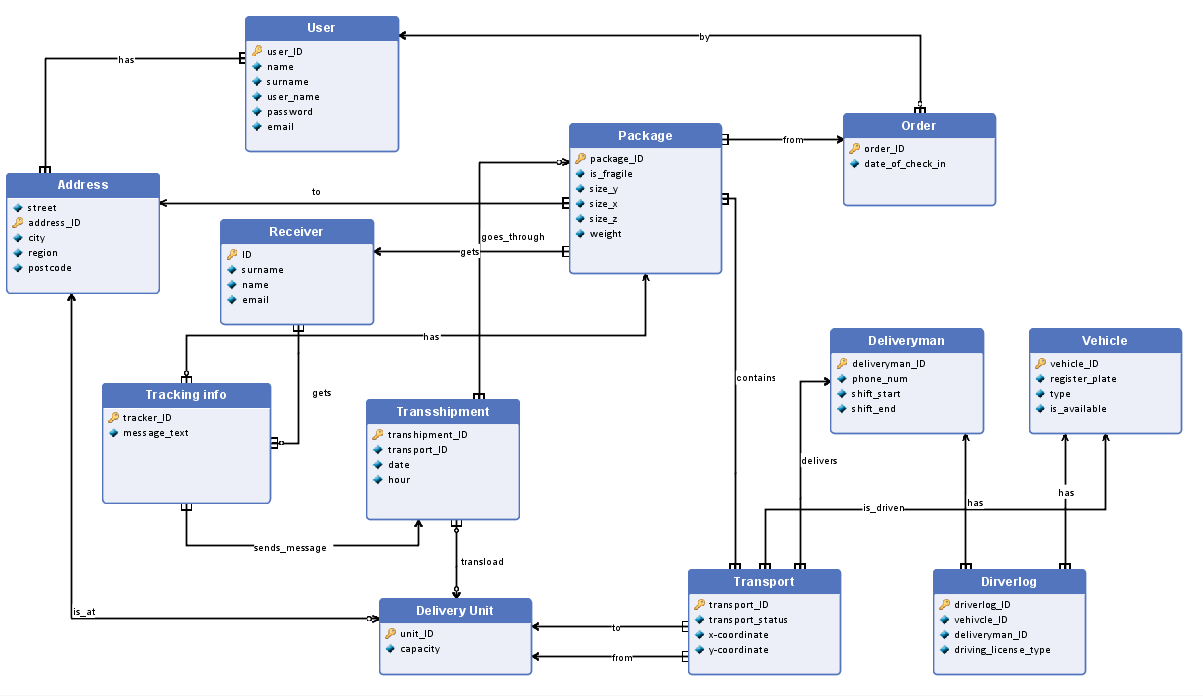 User
user_ID
name
surname
user_name
password
email
has
by
Address
street
address_ID
city
region
postcode
to
Package
package_ID
is_fragile
size_y
size_x
size_z
weight
from
Order
order_ID
date_of_check_in
Receiver
ID
surname
name
email
gets
goes_through
has
gets
Tracking info
tracker_ID
message_text
Transshipment
transhipment_ID
transport_ID
date
hour
contains
Deliveryman
deliveryman_ID
phone_num
shift_start
shift_end
Vehicle
vehicle_ID
register_plate
type
is_available
delivers
is_driven
has
has
sends_message
transload
is_at
Delivery Unit
unit_ID
capacity
to
from
Transport
transport_ID
transport_status
x-coordinate
y-coordinate
Dirverlog
driverlog_ID
vehivcle_ID
deliveryman_ID
driving_license_type